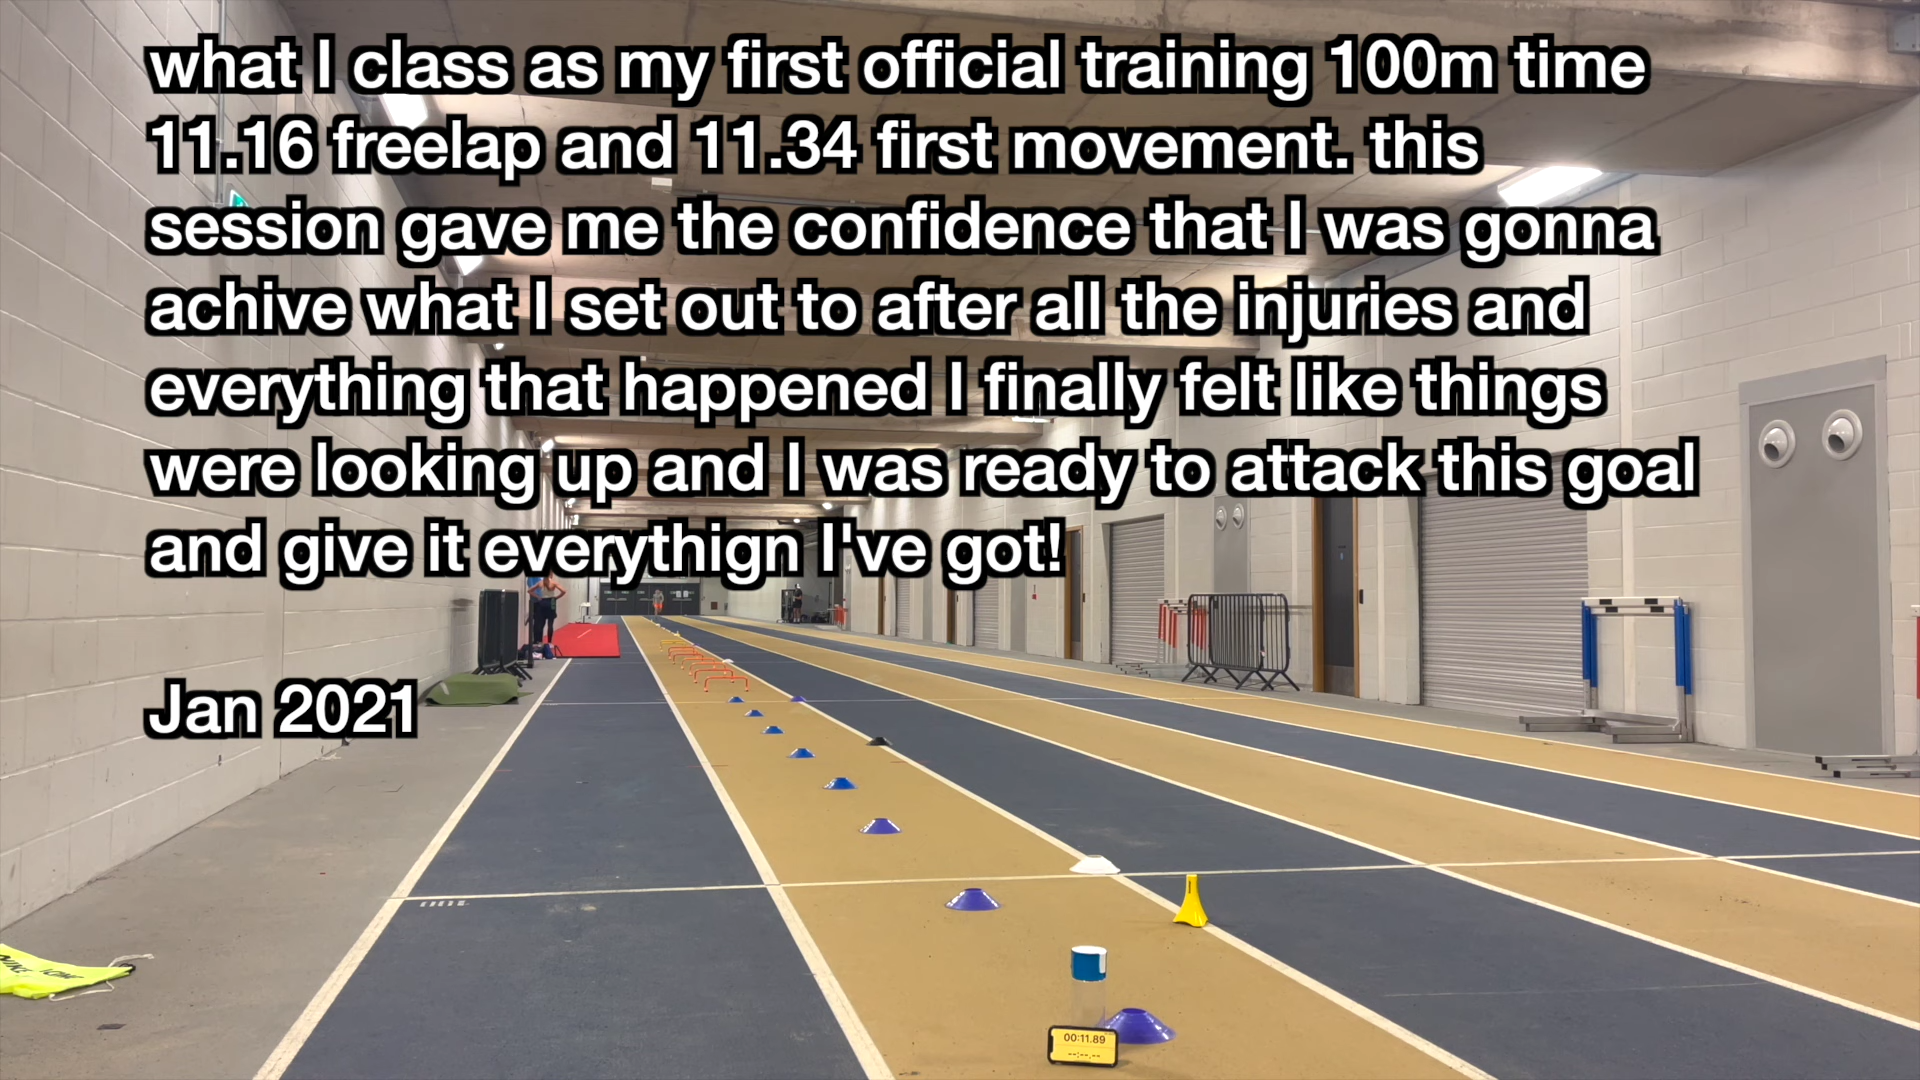 what I class as my first official training 100m time
11.16 freelap and 11.34 first movement. this
session gave me the confidence that I was gonna
achive what I set out to after all the injuries and
everything that happened I finally felt like things
were looking up and I was ready to attack this goal
and give it everythign I've got!
Jan 2021
00:11.89
--:--.--